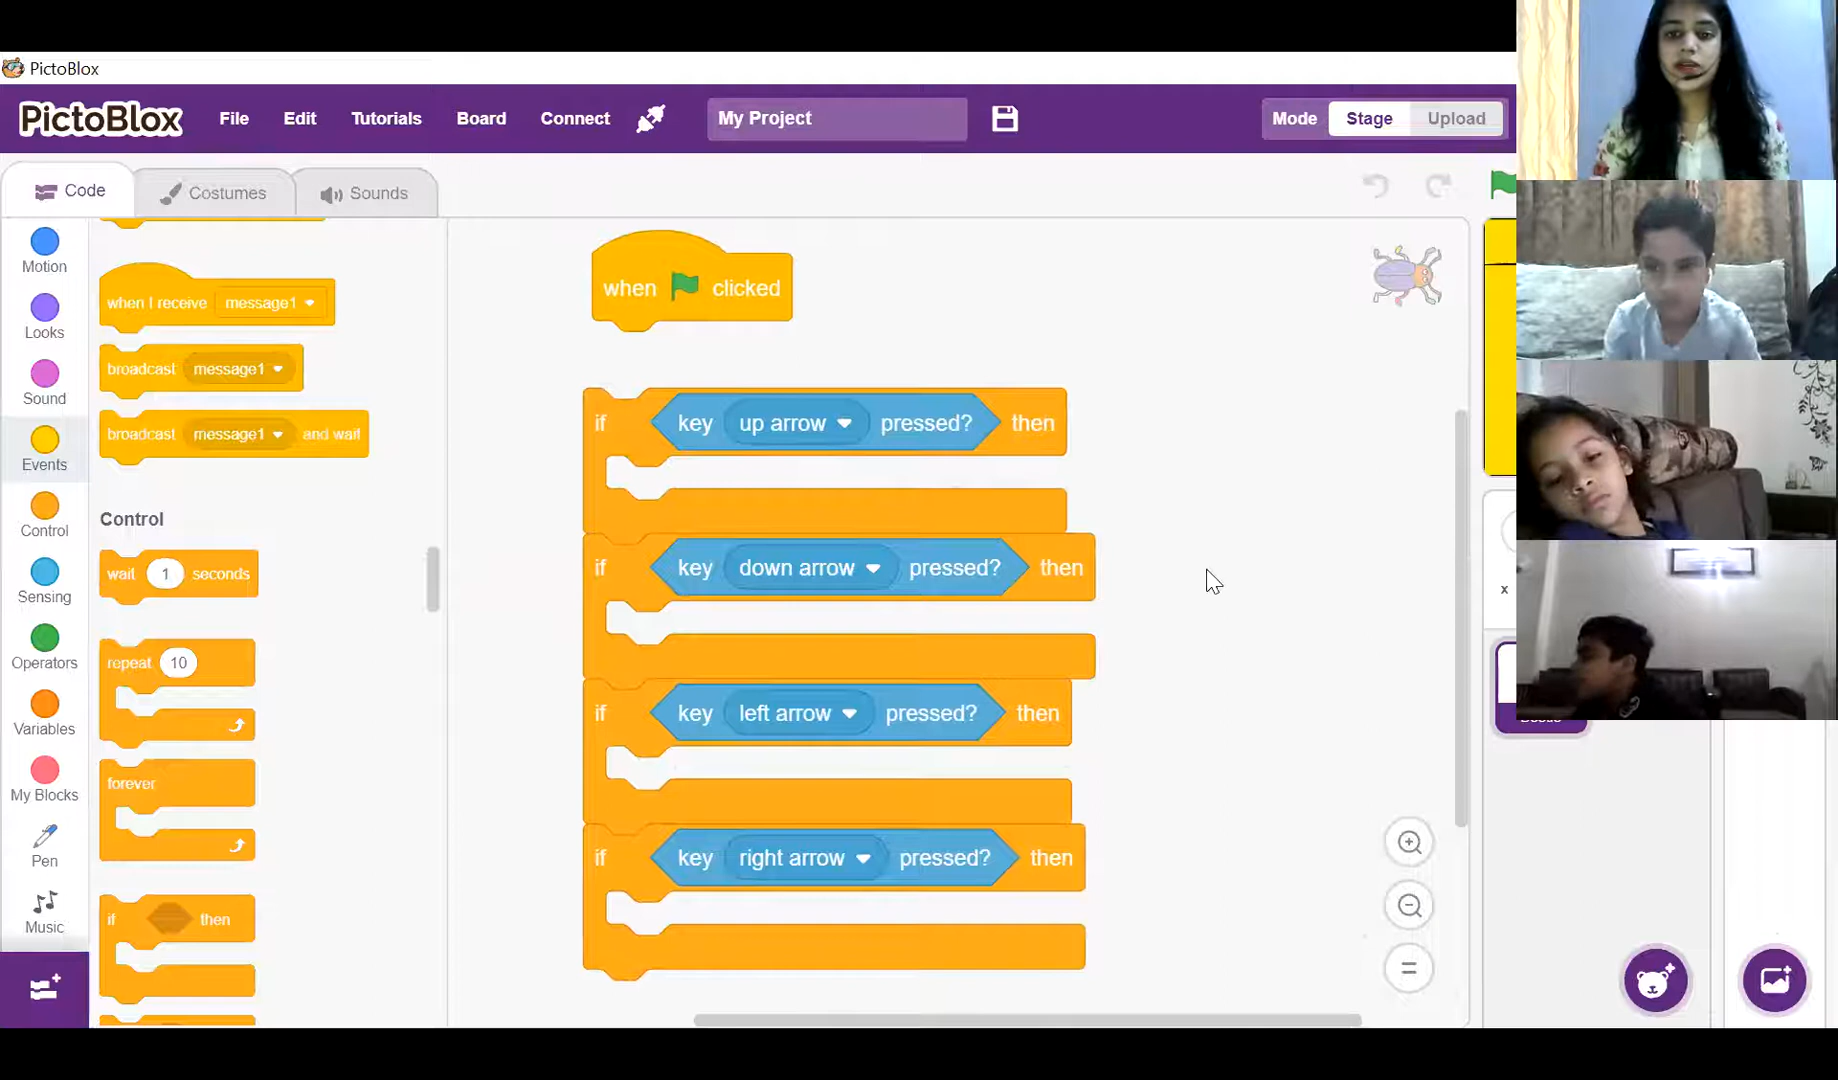 PictoBlox
PictoBlox File Edit Tutorials Board Connect My Project Mode Stage Upload
Code Costumes Sounds
Motion
Looks
Sound
Events
Control
Sensing
Operators
Variables
My Blocks
Pen
Music
when I receive message1
broadcast message1
broadcast message1 and wait
Control
wait 1 seconds
repeat 10
forever
if then
when clicked
if key up arrow pressed? then
if key down arrow pressed? then
if key left arrow pressed? then
if key right arrow pressed? then
x